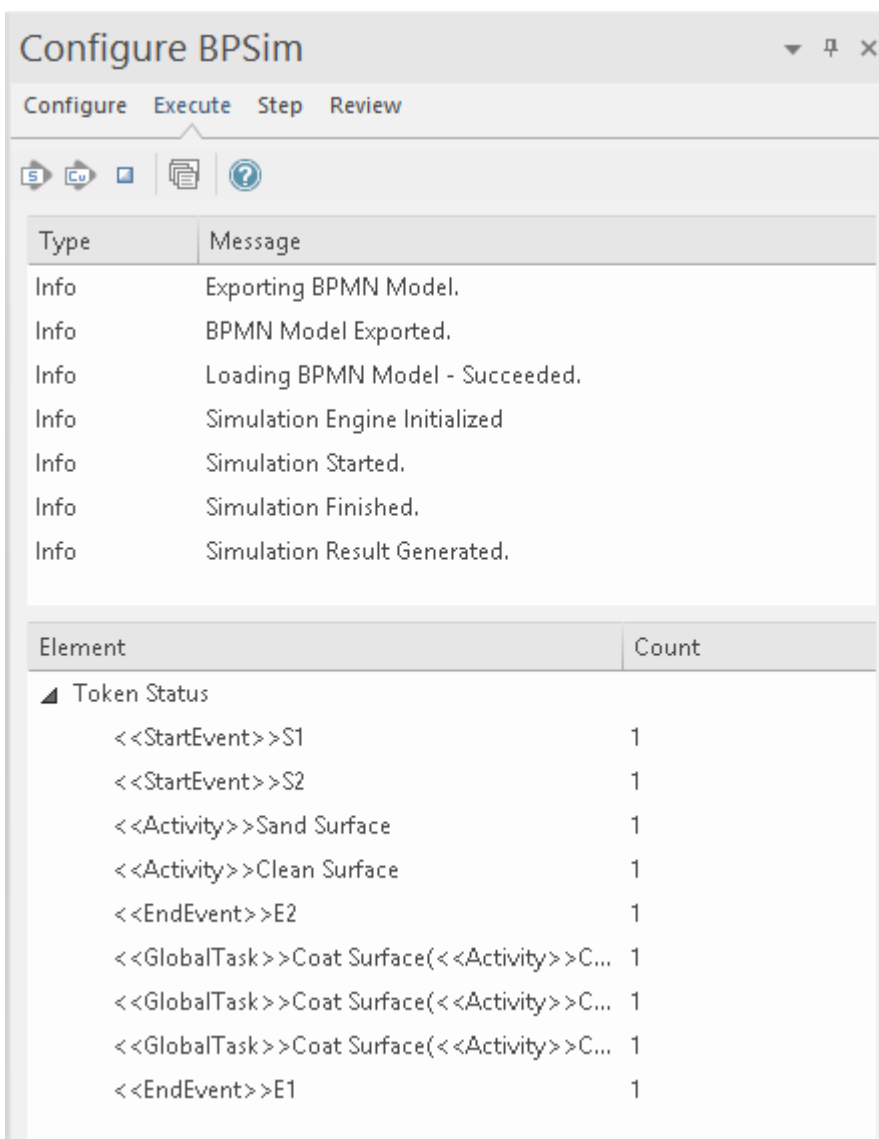 Configure BPSim
Configure Execute Step Review
S Cu ?
Type Message
Info Exporting BPMN Model.
Info BPMN Model Exported.
Info Loading BPMN Model - Succeeded.
Info Simulation Engine Initialized
Info Simulation Started.
Info Simulation Finished.
Info Simulation Result Generated.
Element Count
Token Status
<<StartEvent>>S1 1
<<StartEvent>>S2 1
<<Activity>>Sand Surface 1
<<Activity>>Clean Surface 1
<<EndEvent>>E2 1
<<GlobalTask>>Coat Surface(<<Activity>>C... 1
<<GlobalTask>>Coat Surface(<<Activity>>C... 1
<<GlobalTask>>Coat Surface(<<Activity>>C... 1
<<EndEvent>>E1 1